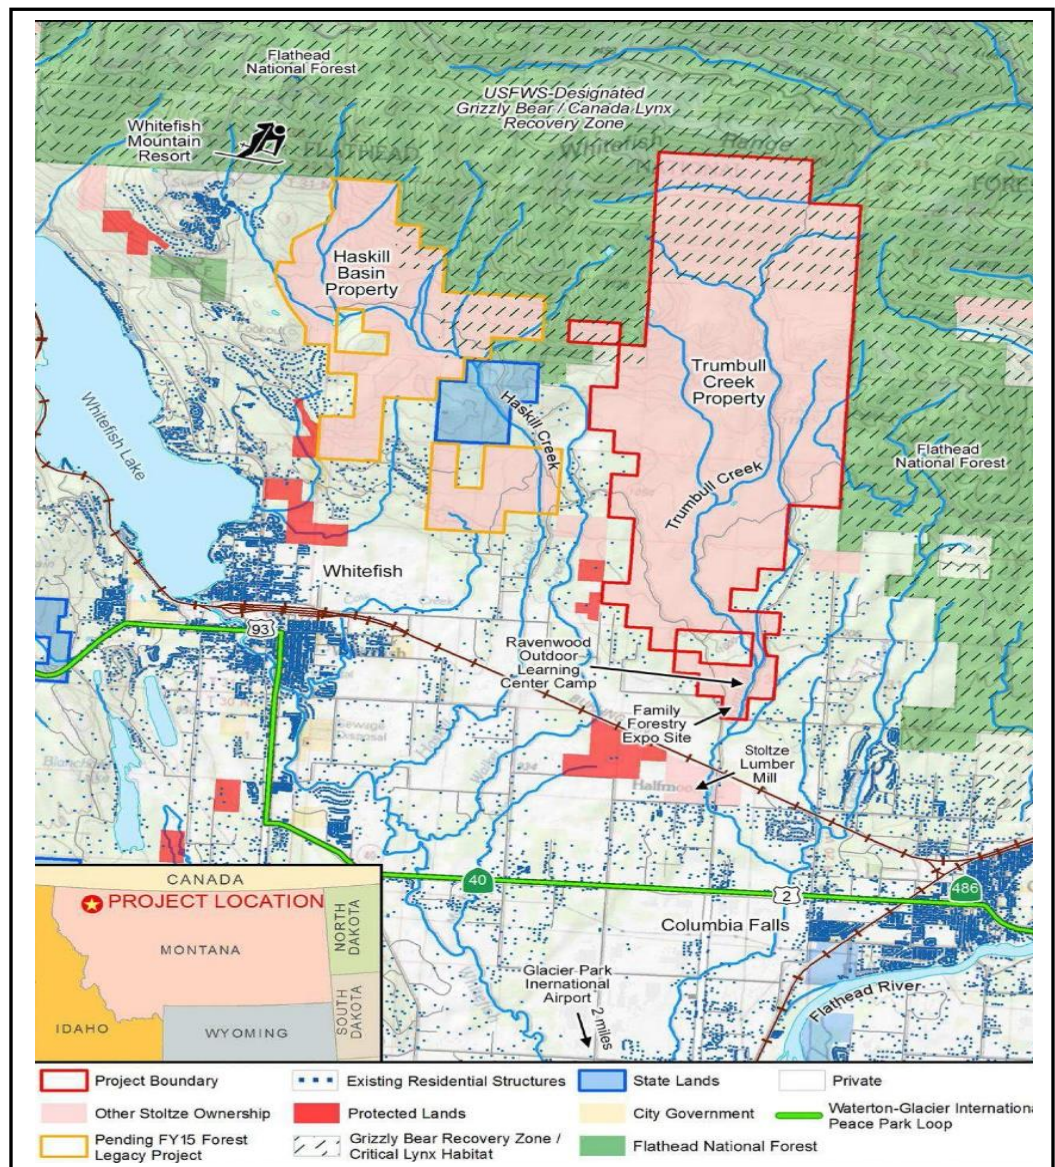 Flathead
National Forest
USFWS-Designated
Grizzly Bear / Canada Lynx
Recovery Zone
Whitefish
Mountain
Resort
FLATHEAD
Whitefish Range
Haskill
Basin
Property
Trumbull
Creek
Property
Whitefish Lake
Haskill Creek
Trumbull Creek
Flathead
National Forest
Whitefish
93
Ravenwood
Outdoor
Learning
Center Camp
Family
Forestry
Expo Site
Sewage
Disposal
Stoltze
Lumber
Mill
40
2
486
Columbia Falls
Glacier Park
Inernational
Airport
2 miles
Flathead River
CANADA
PROJECT LOCATION
MONTANA
NORTH
DAKOTA
SOUTH
DAKOTA
IDAHO
WYOMING
Project Boundary
Existing Residential Structures
State Lands
Private
Other Stoltze Ownership
Protected Lands
City Government
Waterton-Glacier Internationa
Peace Park Loop
Pending FY15 Forest
Legacy Project
Grizzly Bear Recovery Zone /
Critical Lynx Habitat
Flathead National Forest